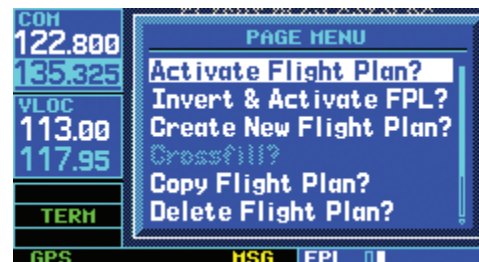 COM
122.800
135.325
VLOC
113.00
117.95
TERM
GPS
PAGE MENU
Activate Flight Plan?
Invert & Activate FPL?
Create New Flight Plan?
Crossfill?
Copy Flight Plan?
Delete Flight Plan?
MSG FPL